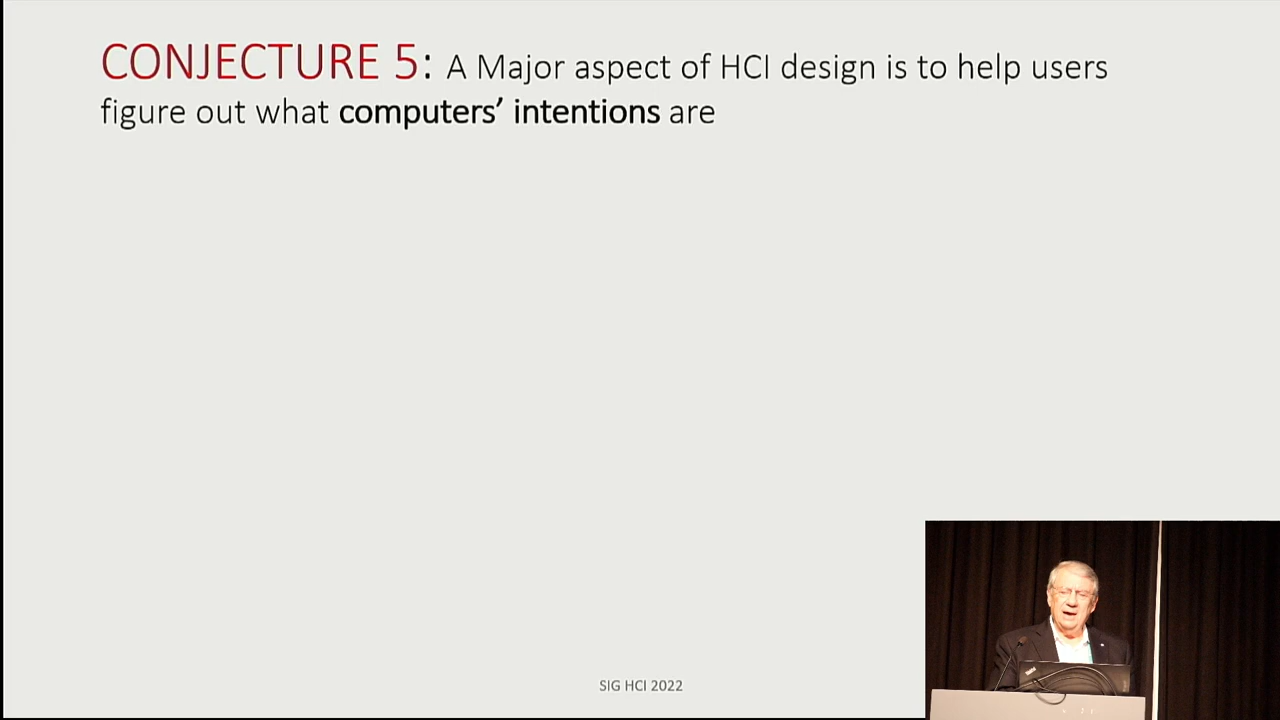 CONJECTURE 5: A Major aspect of HCI design is to help users
figure out what computers’ intentions are
SIG HCI 2022